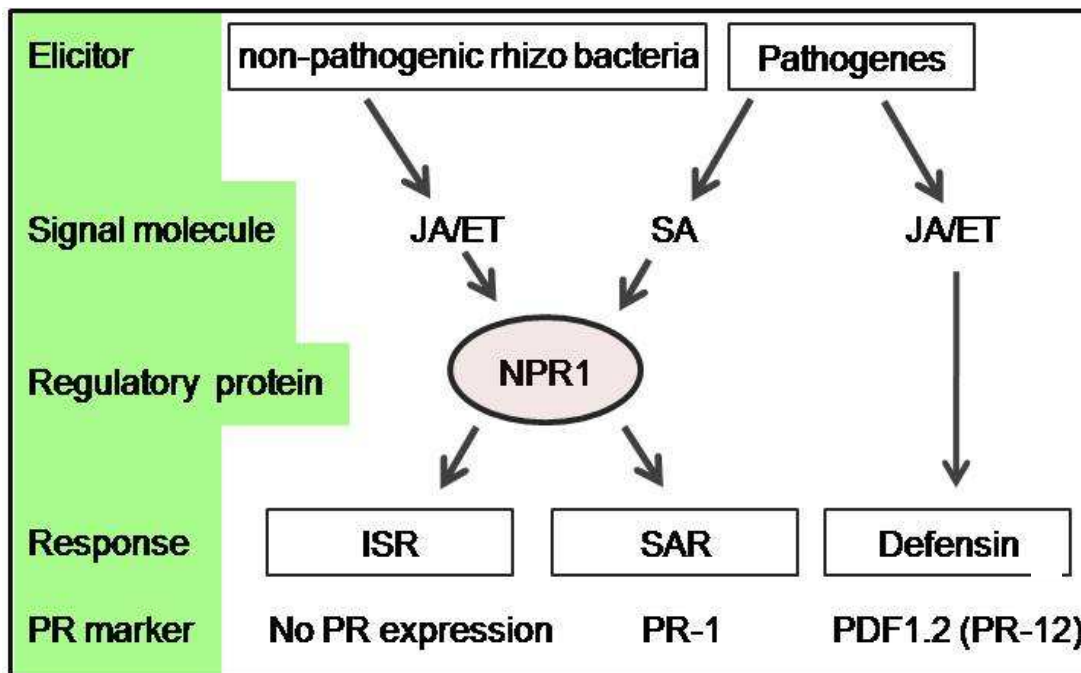 Elicitor non-pathogenic rhizo bacteria Pathogenes
Signal molecule JA/ET SA JA/ET
Regulatory protein NPR1
Response ISR SAR Defensin
PR marker No PR expression PR-1 PDF1.2 (PR-12)